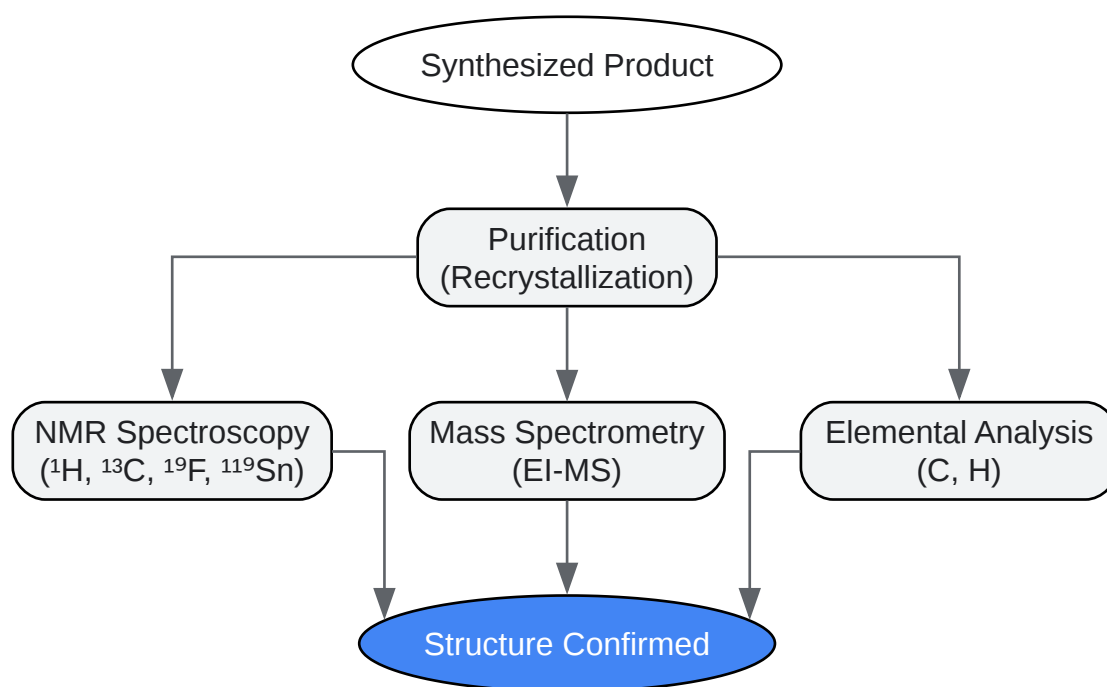 Synthesized Product
Purification
(Recrystallization)
NMR Spectroscopy
(¹H, ¹³C, ¹⁹F, ¹¹⁹Sn)
Mass Spectrometry
(EI-MS)
Elemental Analysis
(C, H)
Structure Confirmed